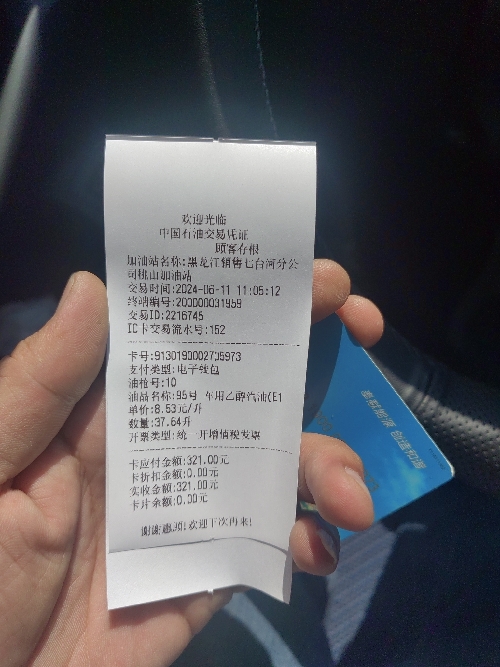 欢迎光临
中国石油交易凭证
顾客存根
加油站名称:黑龙江销售七台河分公
司桃山加油站
交易时间:2024-06-11 11:05:12
终端编号:200000031959
交易ID:2216745
IC卡交易流水号:152
卡号:9130190002705973
支付类型:电子钱包
油枪号:10
油品名称:95号 车用乙醇汽油(E1
单价:8.53元/升
数量:37.64升
开票类型:统一开增值税发票
卡应付金额:321.00元
卡折扣金额:0.00元
实收金额:321.00元
卡片余额:0.00元
谢谢惠顾!欢迎下次再来!
奉献能源 创造和谐